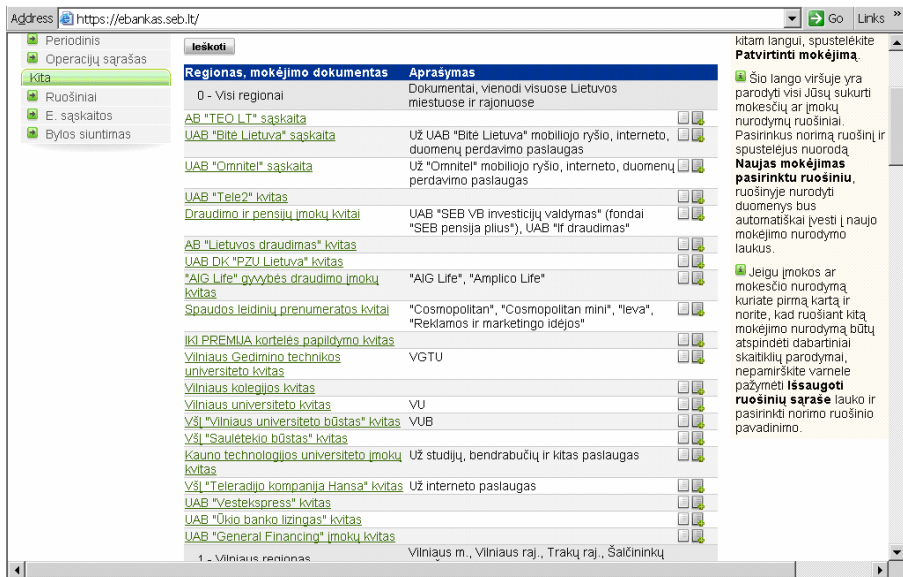 Address https://ebankas.seb.lt/ Go Links »
Periodinis
Operacijų sąrašas
Kita
Ruošiniai
E. sąskaitos
Bylos siuntimas
Ieškoti
Regionas, mokėjimo dokumentas Aprašymas
0 - Visi regionai Dokumentai, vienodi visuose Lietuvos
miestuose ir rajonuose
AB "TEO LT" sąskaita
UAB "Bitė Lietuva" sąskaita Už UAB "Bitė Lietuva" mobiliojo ryšio, interneto,
duomenų perdavimo paslaugas
UAB "Omnitel" sąskaita Už "Omnitel" mobiliojo ryšio, interneto, duomenų
perdavimo paslaugas
UAB "Tele2" kvitas
Draudimo ir pensijų įmokų kvitai UAB "SEB VB investicijų valdymas" (fondai
"SEB pensija plius"), UAB "If draudimas"
AB "Lietuvos draudimas" kvitas
UAB DK "PZU Lietuva" kvitas
"AIG Life" gyvybės draudimo įmokų "AIG Life", "Amplico Life"
kvitas
Spaudos leidinių prenumeratos kvitai "Cosmopolitan", "Cosmopolitan mini", "Ieva",
"Reklamos ir marketingo idėjos"
IKI PREMIJA kortelės papildymo kvitas
Vilniaus Gedimino technikos VGTU
universiteto kvitas
Vilniaus kolegijos kvitas
Vilniaus universiteto kvitas VU
VšĮ "Vilniaus universiteto būstas" kvitas VUB
VšĮ "Saulėtekio būstas" kvitas
Kauno technologijos universiteto įmokų Už studijų, bendrabučių ir kitas paslaugas
kvitas
VšĮ "Teleradijo kompanija Hansa" kvitas Už interneto paslaugas
UAB "Vestekspress" kvitas
UAB "Ūkio banko lizingas" kvitas
UAB "General Financing" įmokų kvitas
1 - Vilniaus regionas Vilniaus m., Vilniaus raj., Trakų raj., Šalčininkų
kitam langui, spustelėkite
Patvirtinti mokėjimą.
Šio lango viršuje yra
parodyti visi Jūsų sukurti
mokesčių ar įmokų
nurodymų ruošiniai.
Pasirinkus norimą ruošinį ir
spustelėjus nuorodą
Naujas mokėjimas
pasirinktu ruošiniu,
ruošinyje nurodyti
duomenys bus
automatiškai įvesti į naujo
mokėjimo nurodymo
laukus.
Jeigu įmokos ar
mokesčio nurodymą
kuriate pirmą kartą ir
norite, kad ruošiant kitą
mokėjimo nurodymą būtų
atspindėti dabartiniai
skaitiklių parodymai,
nepamirškite varnele
pažymėti Išsaugoti
ruošinių sąraše lauko ir
pasirinkti norimo ruošinio
pavadinimo.